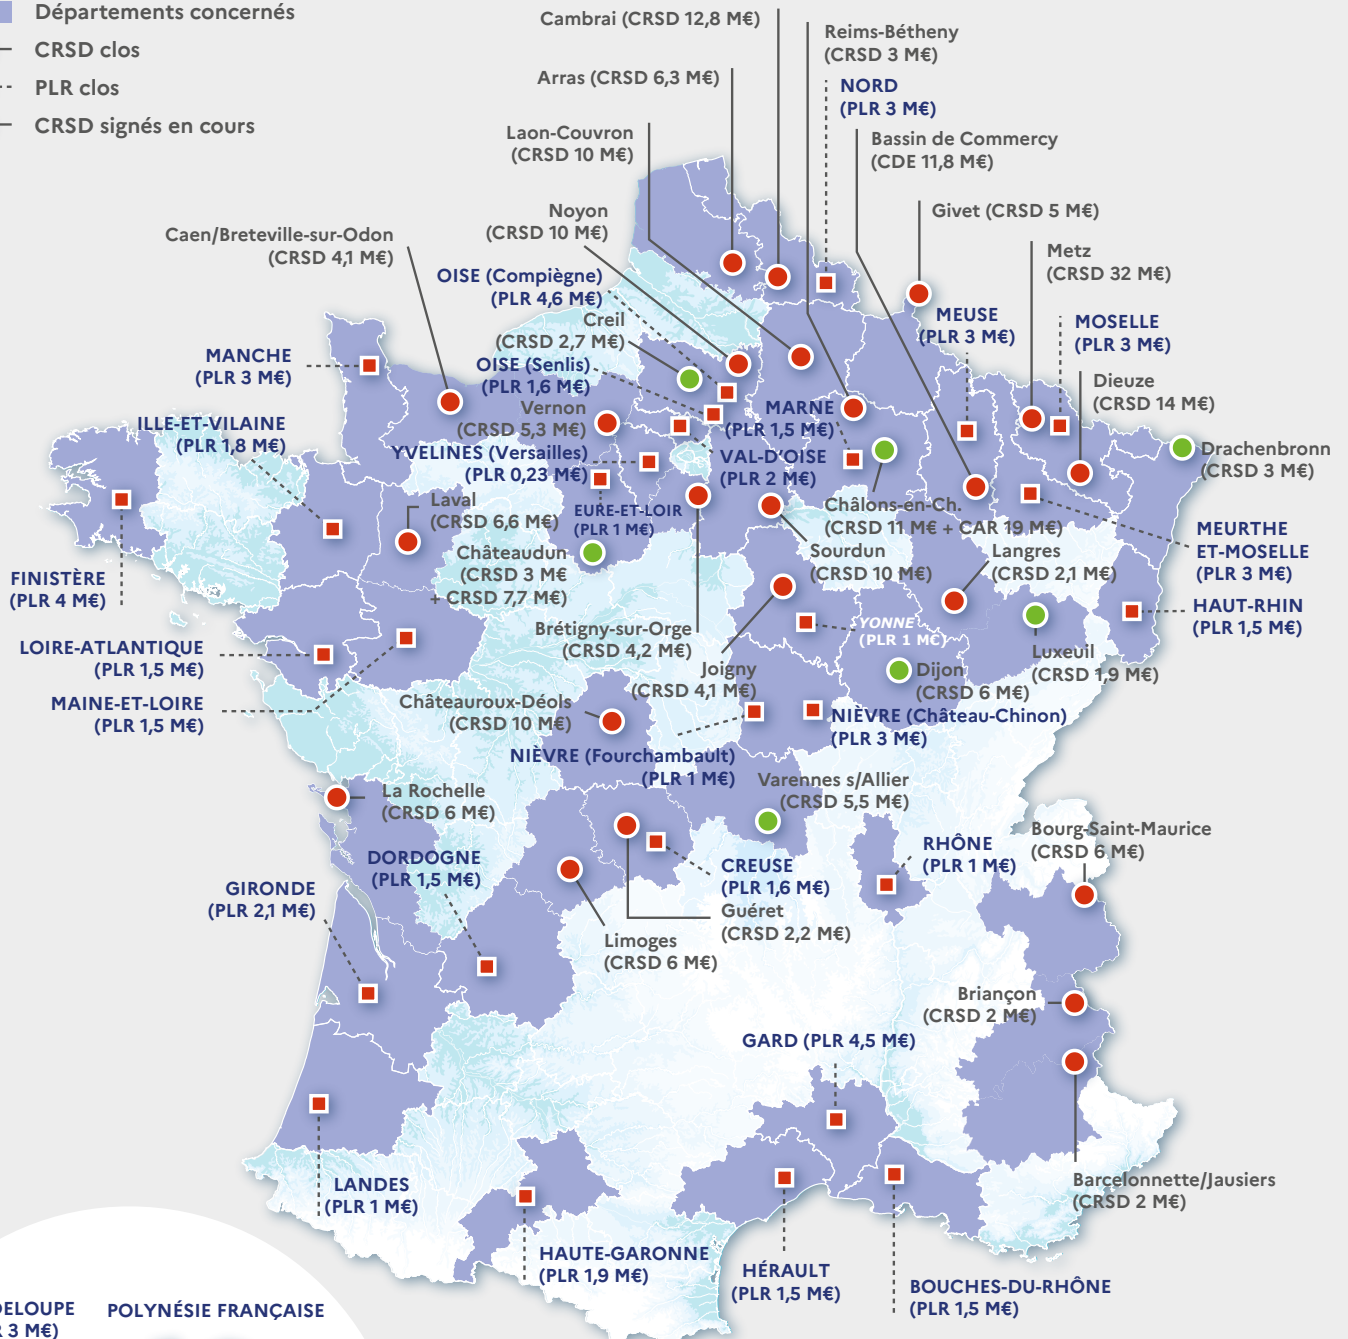 Départements concernés
CRSD clos
PLR clos
CRSD signés en cours
Cambrai (CRSD 12,8 M€)
Reims-Bétheny
(CRSD 3 M€)
Arras (CRSD 6,3 M€)
NORD
(PLR 3 M€)
Laon-Couvron
(CRSD 10 M€)
Bassin de Commercy
(CDE 11,8 M€)
Noyon
(CRSD 10 M€)
Givet (CRSD 5 M€)
Caen/Breteville-sur-Odon
(CRSD 4,1 M€)
Metz
(CRSD 32 M€)
OISE (Compiègne)
(PLR 4,6 M€)
Creil
(CRSD 2,7 M€)
MEUSE
(PLR 3 M€)
MOSELLE
(PLR 3 M€)
MANCHE
(PLR 3 M€)
OISE (Senlis)
(PLR 1,6 M€)
Dieuze
(CRSD 14 M€)
Vernon
(CRSD 5,3 M€)
MARNE
(PLR 1,5 M€)
ILLE-ET-VILAINE
(PLR 1,8 M€)
YVELINES (Versailles)
(PLR 0,23 M€)
VAL-D'OISE
(PLR 2 M€)
Drachenbronn
(CRSD 3 M€)
Laval
(CRSD 6,6 M€)
EURE-ET-LOIR
(PLR 1 M€)
Châlons-en-Ch.
(CRSD 11 M€ + CAR 19 M€)
MEURTHE
ET-MOSELLE
(PLR 3 M€)
Châteaudun
(CRSD 3 M€
+ CRSD 7,7 M€)
Sourdun
(CRSD 10 M€)
Langres
(CRSD 2,1 M€)
FINISTÈRE
(PLR 4 M€)
HAUT-RHIN
(PLR 1,5 M€)
Brétigny-sur-Orge
(CRSD 4,2 M€)
YONNE
(PLR 1 M€)
LOIRE-ATLANTIQUE
(PLR 1,5 M€)
Joigny
(CRSD 4,1 M€)
Dijon
(CRSD 6 M€)
Luxeuil
(CRSD 1,9 M€)
MAINE-ET-LOIRE
(PLR 1,5 M€)
Châteauroux-Déols
(CRSD 10 M€)
NIÈVRE (Château-Chinon)
(PLR 3 M€)
NIÈVRE (Fourchambault)
(PLR 1 M€)
Varennes s/Allier
(CRSD 5,5 M€)
La Rochelle
(CRSD 6 M€)
Bourg-Saint-Maurice
(CRSD 6 M€)
DORDOGNE
(PLR 1,5 M€)
CREUSE
(PLR 1,6 M€)
RHÔNE
(PLR 1 M€)
GIRONDE
(PLR 2,1 M€)
Guéret
(CRSD 2,2 M€)
Limoges
(CRSD 6 M€)
Briançon
(CRSD 2 M€)
GARD (PLR 4,5 M€)
LANDES
(PLR 1 M€)
Barcelonnette/Jausiers
(CRSD 2 M€)
HAUTE-GARONNE
(PLR 1,9 M€)
HÉRAULT
(PLR 1,5 M€)
BOUCHES-DU-RHÔNE
(PLR 1,5 M€)
DELOUPE
R 3 M€)
POLYNÉSIE FRANÇAISE